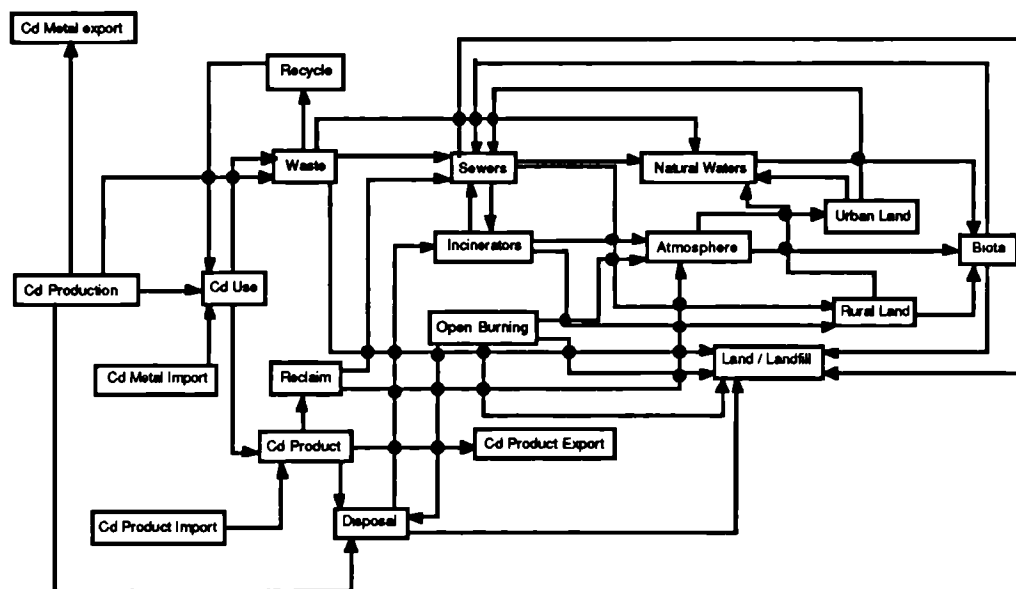 Cd Metal export
Recycle
Waste
Sewers
Natural Waters
Urban Land
Incinerators
Atmosphere
Biota
Cd Production
Cd Use
Rural Land
Open Burning
Land / Landfill
Cd Metal Import
Reclaim
Cd Product
Cd Product Export
Cd Product Import
Disposal